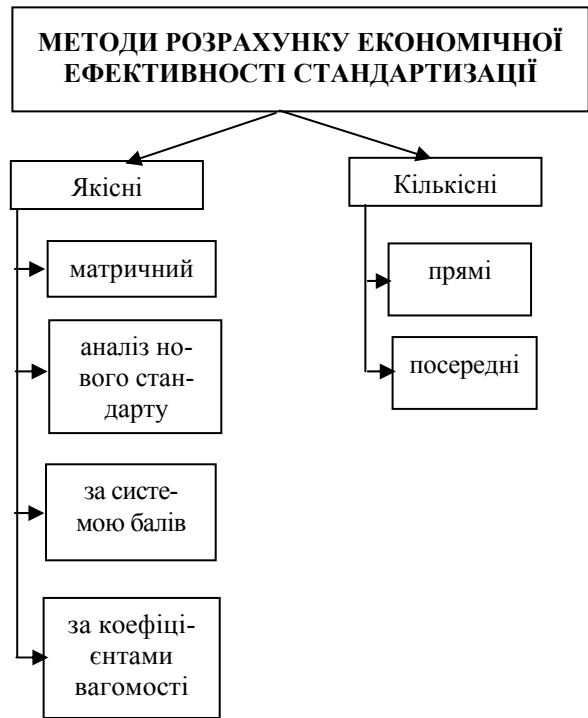 МЕТОДИ РОЗРАХУНКУ ЕКОНОМІЧНОЇ
ЕФЕКТИВНОСТІ СТАНДАРТИЗАЦІЇ
Якісні
Кількісні
матричний
прямі
аналіз но-
вого стан-
дарту
посередні
за систе-
мою балів
за коефіці-
єнтами
вагомості